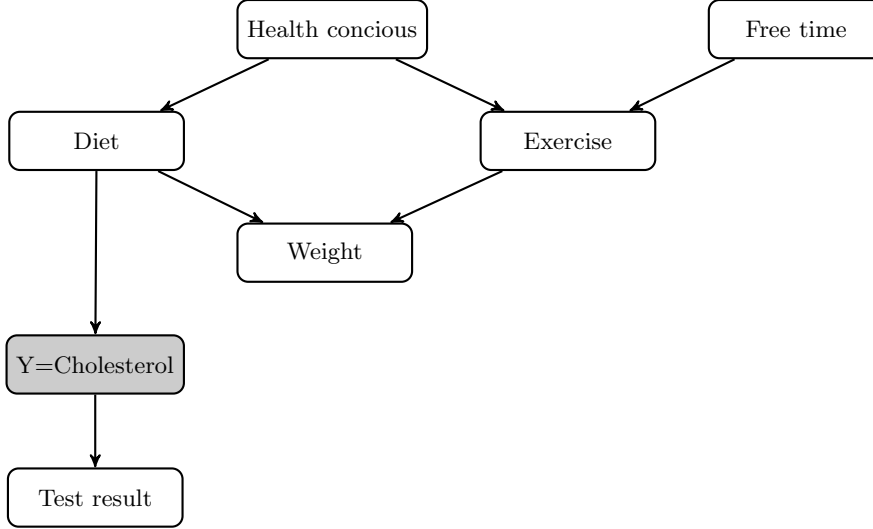 Health concious
Free time
Diet
Exercise
Weight
Y=Cholesterol
Test result